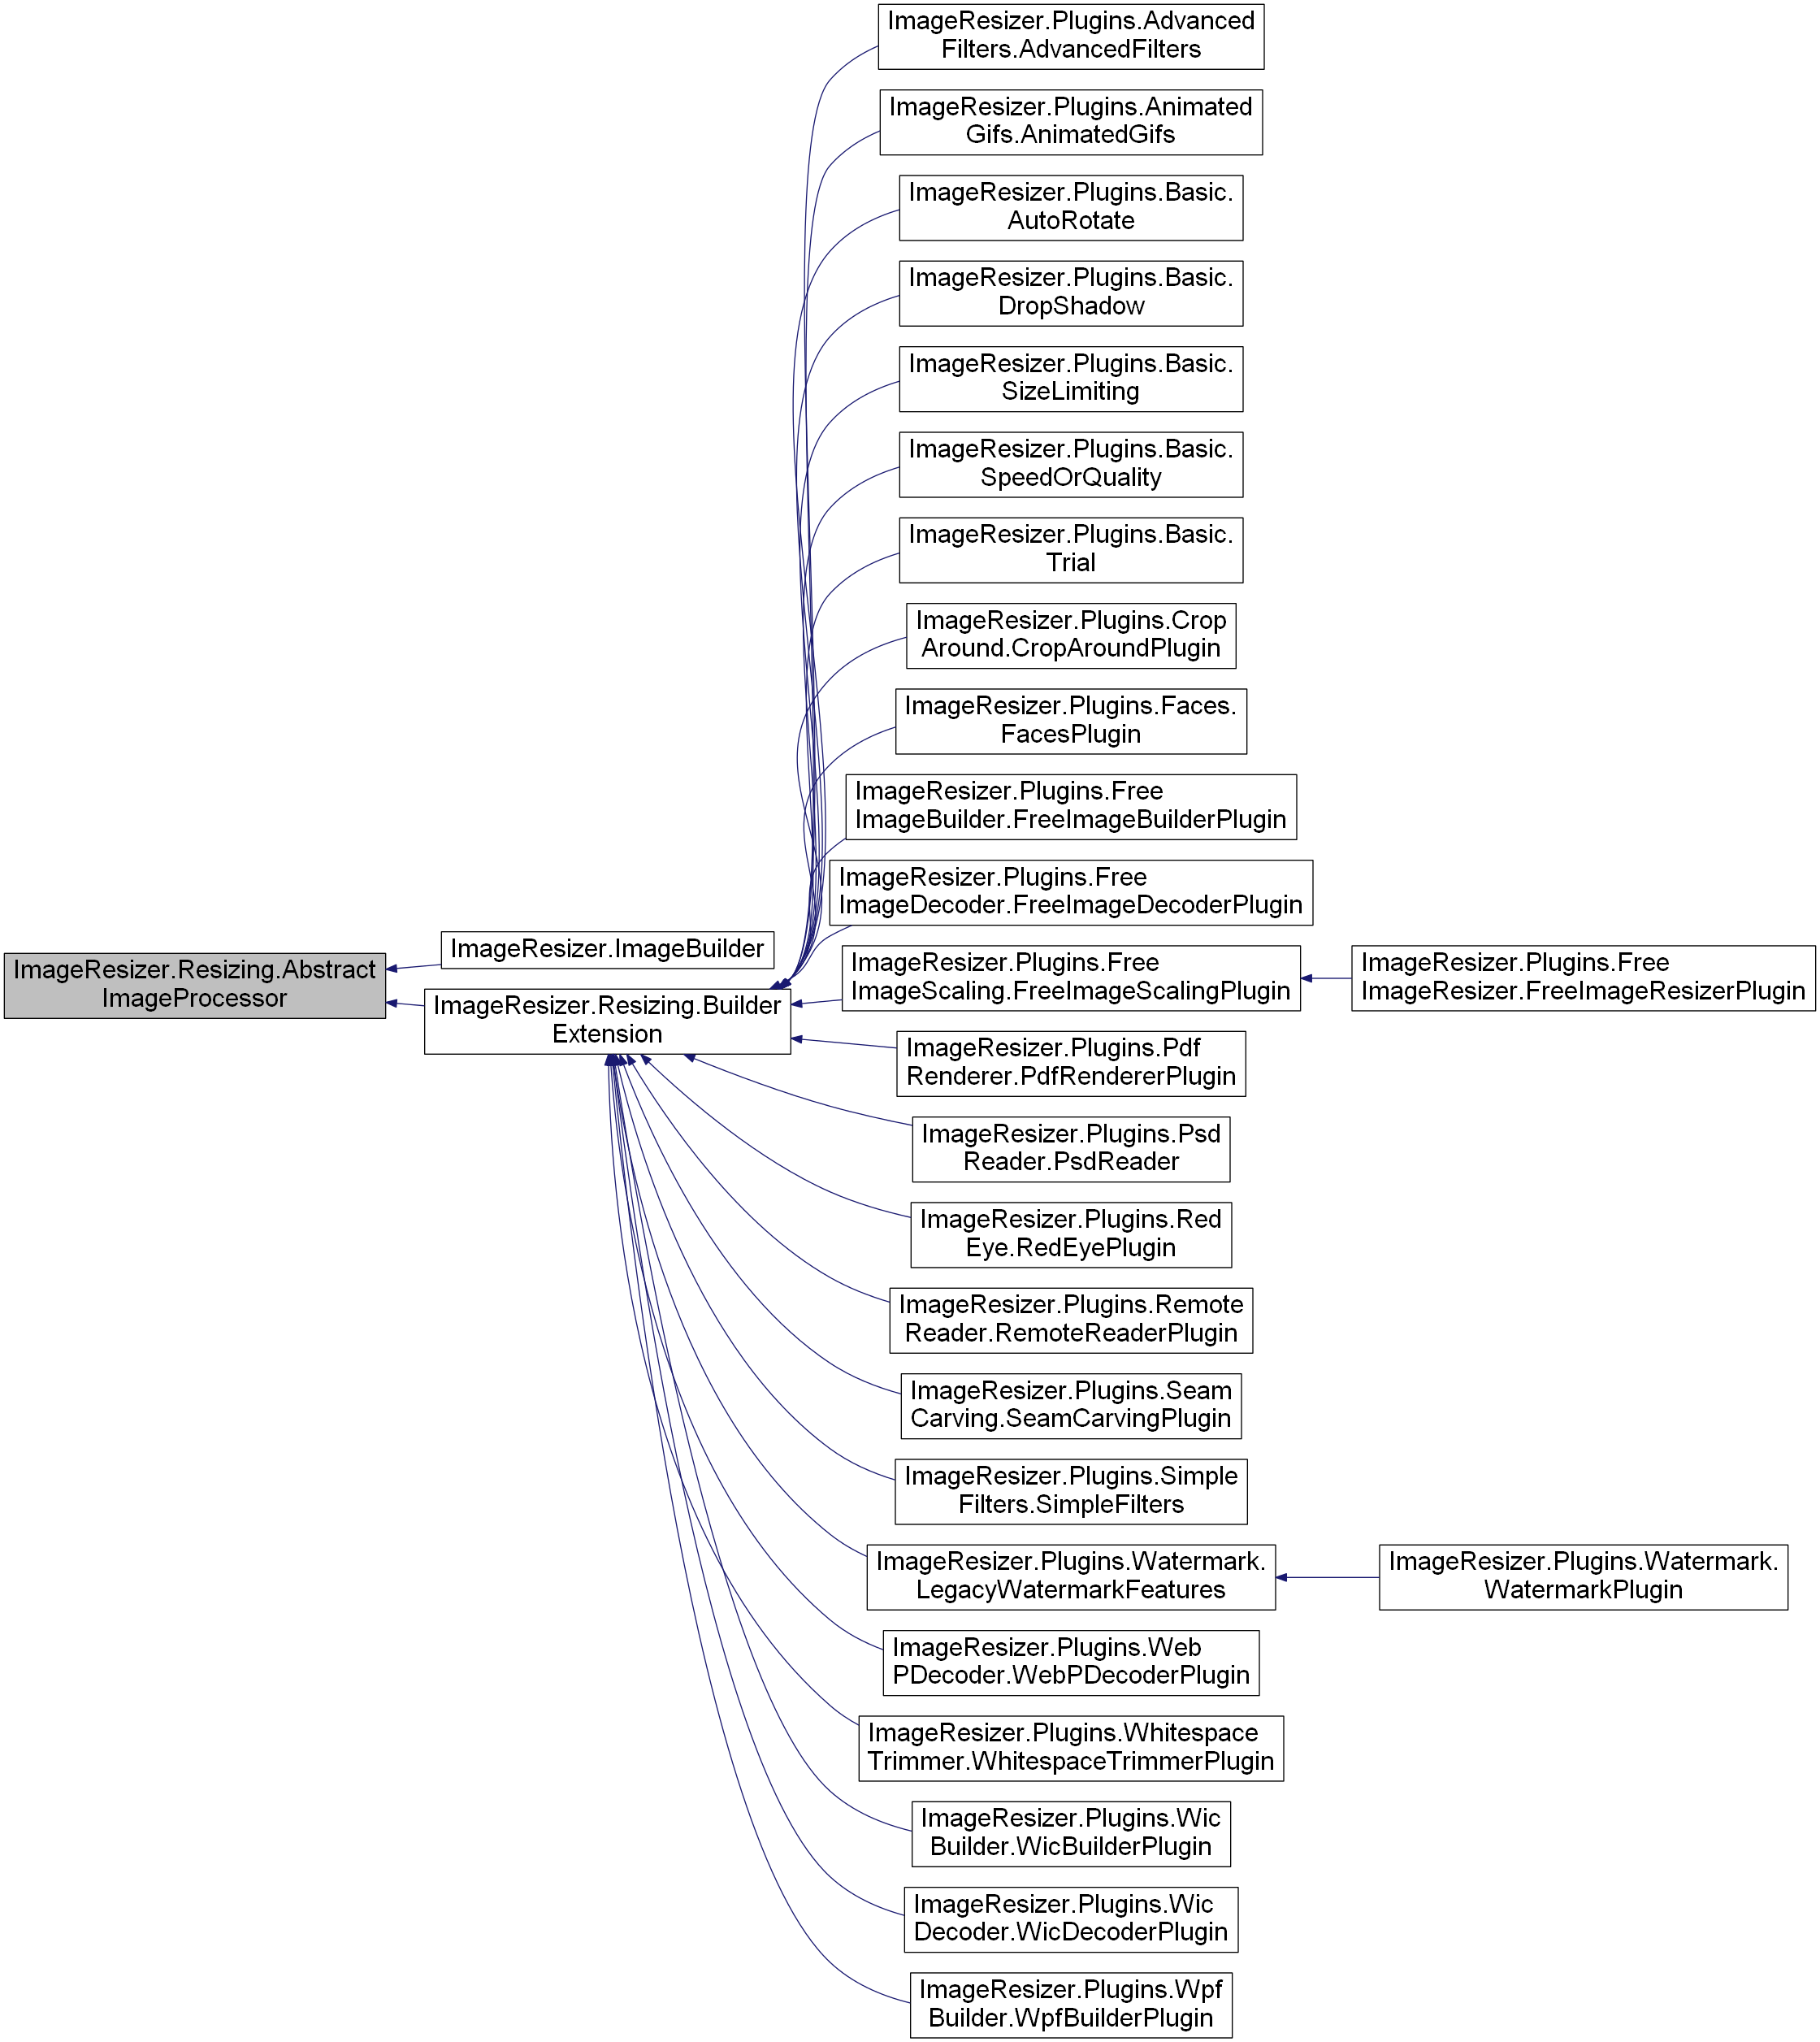 ImageResizer.Resizing.Abstract
ImageProcessor
ImageResizer.ImageBuilder
ImageResizer.Resizing.Builder
Extension
ImageResizer.Plugins.Advanced
Filters.AdvancedFilters
ImageResizer.Plugins.Animated
Gifs.AnimatedGifs
ImageResizer.Plugins.Basic.
AutoRotate
ImageResizer.Plugins.Basic.
DropShadow
ImageResizer.Plugins.Basic.
SizeLimiting
ImageResizer.Plugins.Basic.
SpeedOrQuality
ImageResizer.Plugins.Basic.
Trial
ImageResizer.Plugins.Crop
Around.CropAroundPlugin
ImageResizer.Plugins.Faces.
FacesPlugin
ImageResizer.Plugins.Free
ImageBuilder.FreeImageBuilderPlugin
ImageResizer.Plugins.Free
ImageDecoder.FreeImageDecoderPlugin
ImageResizer.Plugins.Free
ImageScaling.FreeImageScalingPlugin
ImageResizer.Plugins.Free
ImageResizer.FreeImageResizerPlugin
ImageResizer.Plugins.Pdf
Renderer.PdfRendererPlugin
ImageResizer.Plugins.Psd
Reader.PsdReader
ImageResizer.Plugins.Red
Eye.RedEyePlugin
ImageResizer.Plugins.Remote
Reader.RemoteReaderPlugin
ImageResizer.Plugins.Seam
Carving.SeamCarvingPlugin
ImageResizer.Plugins.Simple
Filters.SimpleFilters
ImageResizer.Plugins.Watermark.
LegacyWatermarkFeatures
ImageResizer.Plugins.Watermark.
WatermarkPlugin
ImageResizer.Plugins.Web
PDecoder.WebPDecoderPlugin
ImageResizer.Plugins.Whitespace
Trimmer.WhitespaceTrimmerPlugin
ImageResizer.Plugins.Wic
Builder.WicBuilderPlugin
ImageResizer.Plugins.Wic
Decoder.WicDecoderPlugin
ImageResizer.Plugins.Wpf
Builder.WpfBuilderPlugin